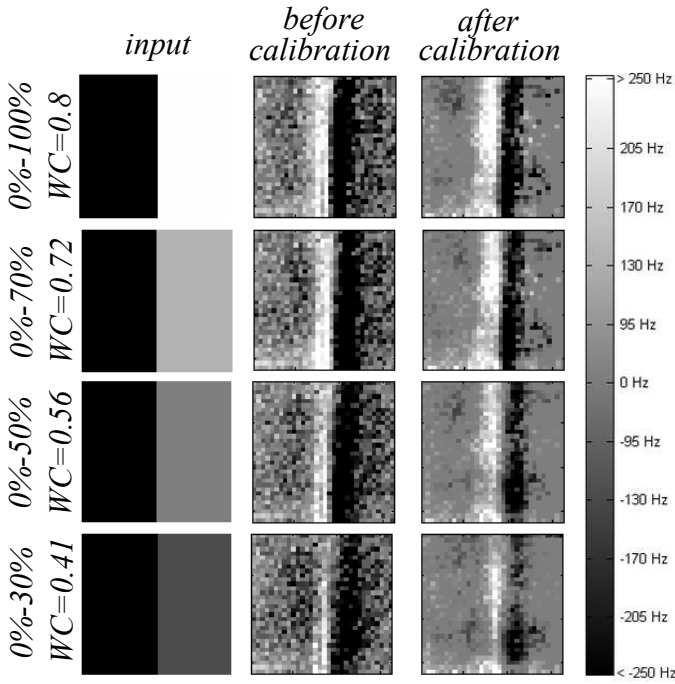 input
before
calibration
after
calibration
0%-100%
WC=0.8
0%-70%
WC=0.72
0%-50%
WC=0.56
0%-30%
WC=0.41
> 250 Hz
205 Hz
170 Hz
130 Hz
95 Hz
0 Hz
-95 Hz
-130 Hz
-170 Hz
-205 Hz
< -250 Hz